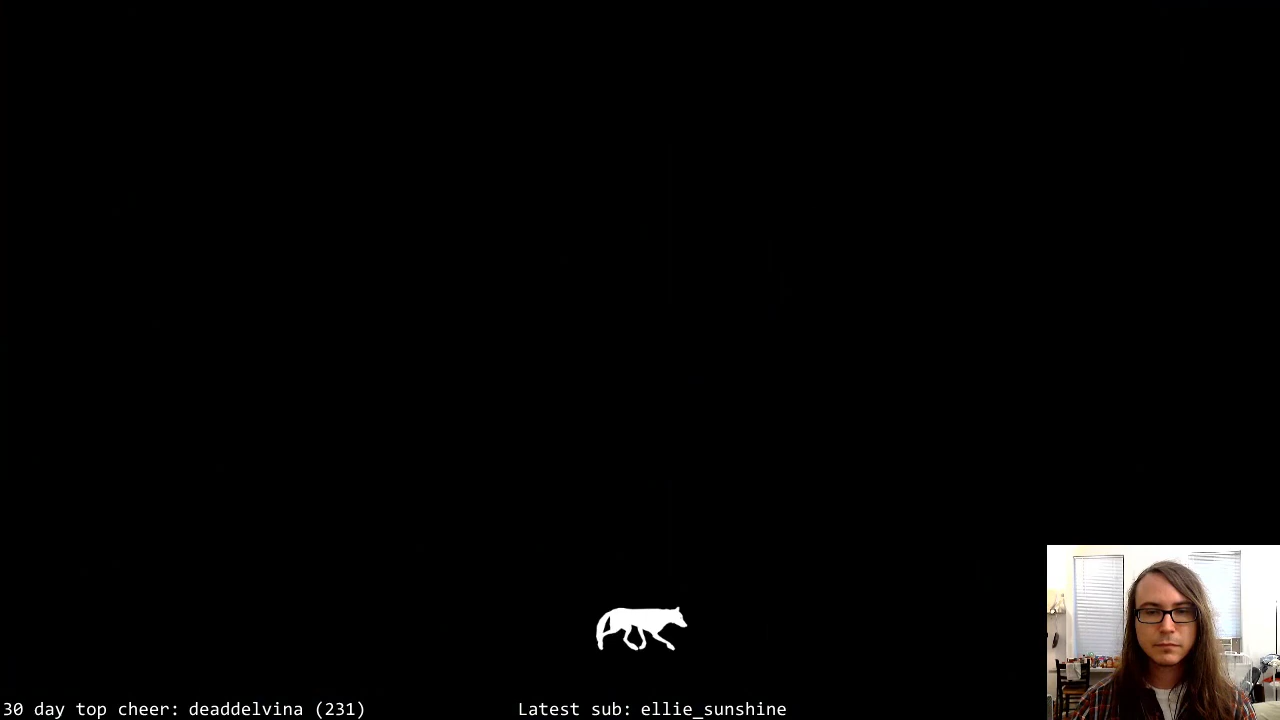 30 day top cheer: deaddelvina (231)
Latest sub: ellie_sunshine